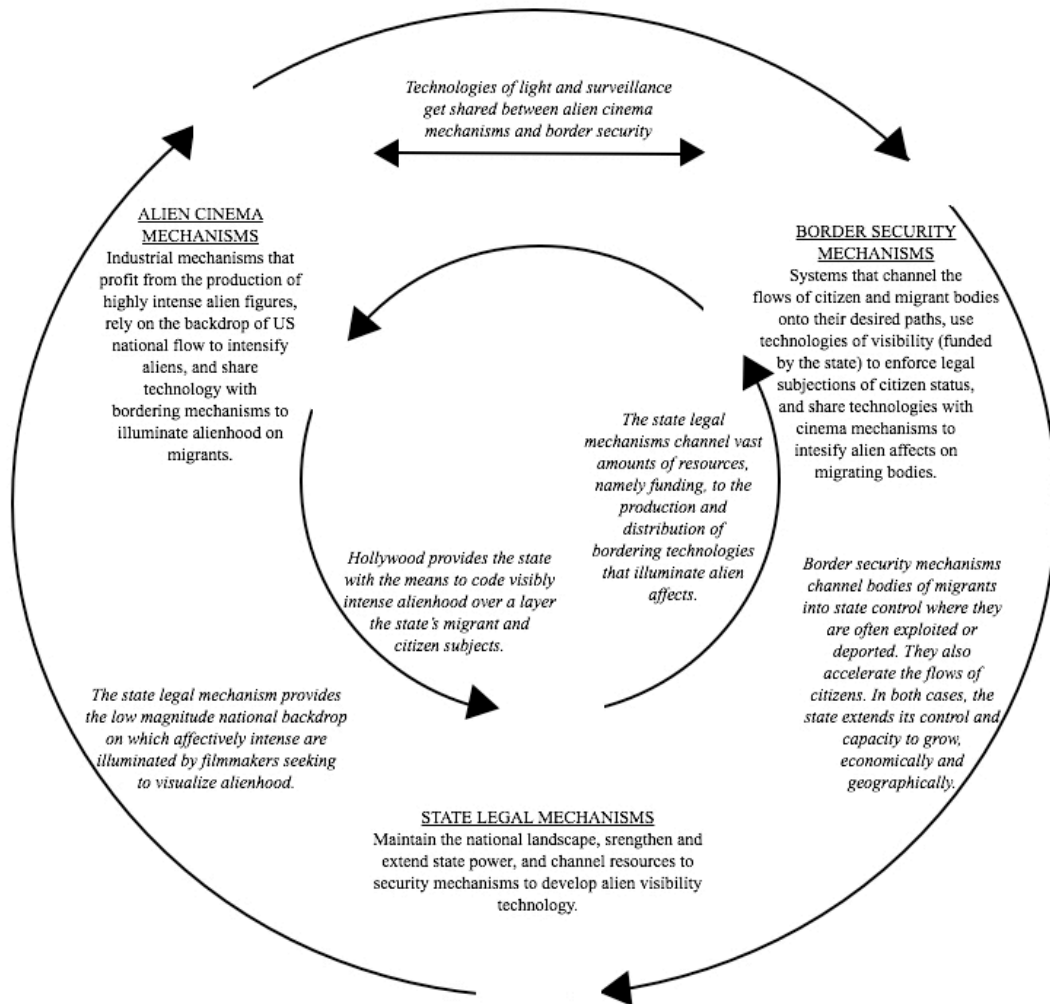 Technologies of light and surveillance
get shared between alien cinema
mechanisms and border security
ALIEN CINEMA
MECHANISMS
Industrial mechanisms that
profit from the production of
highly intense alien figures,
rely on the backdrop of US
national flow to intensify
aliens, and share
technology with
bordering mechanisms to
illuminate alienhood on
migrants.
BORDER SECURITY
MECHANISMS
Systems that channel the
flows of citizen and migrant bodies
onto their desired paths, use
technologies of visibility (funded
by the state) to enforce legal
subjections of citizen status,
and share technologies with
cinema mechanisms to
intesify alien affects on
migrating bodies.
The state legal
mechanisms channel vast
amounts of resources,
namely funding, to the
production and
distribution of
bordering technologies
that illuminate alien
affects.
Hollywood provides the state
with the means to code visibly
intense alienhood over a layer
the state's migrant and
citizen subjects.
Border security mechanisms
channel bodies of migrants
into state control where they
are often exploited or
deported. They also
accelerate the flows of
citizens. In both cases, the
state extends its control and
capacity to grow,
economically and
geographically.
The state legal mechanism provides
the low magnitude national backdrop
on which affectively intense are
illuminated by filmmakers seeking
to visualize alienhood.
STATE LEGAL MECHANISMS
Maintain the national landscape, srengthen and
extend state power, and channel resources to
security mechanisms to develop alien visibility
technology.